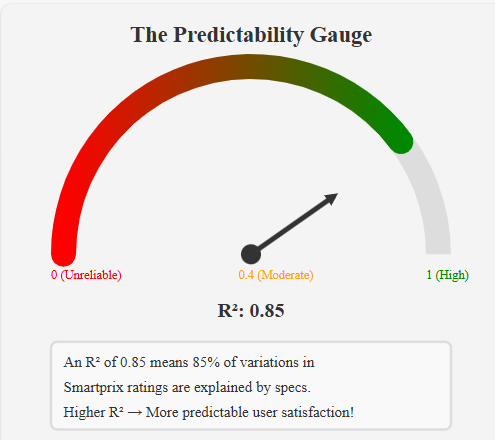 The Predictability Gauge
0 (Unreliable)
0.4 (Moderate)
1 (High)
R²: 0.85
An R² of 0.85 means 85% of variations in
Smartprix ratings are explained by specs.
Higher R² → More predictable user satisfaction!